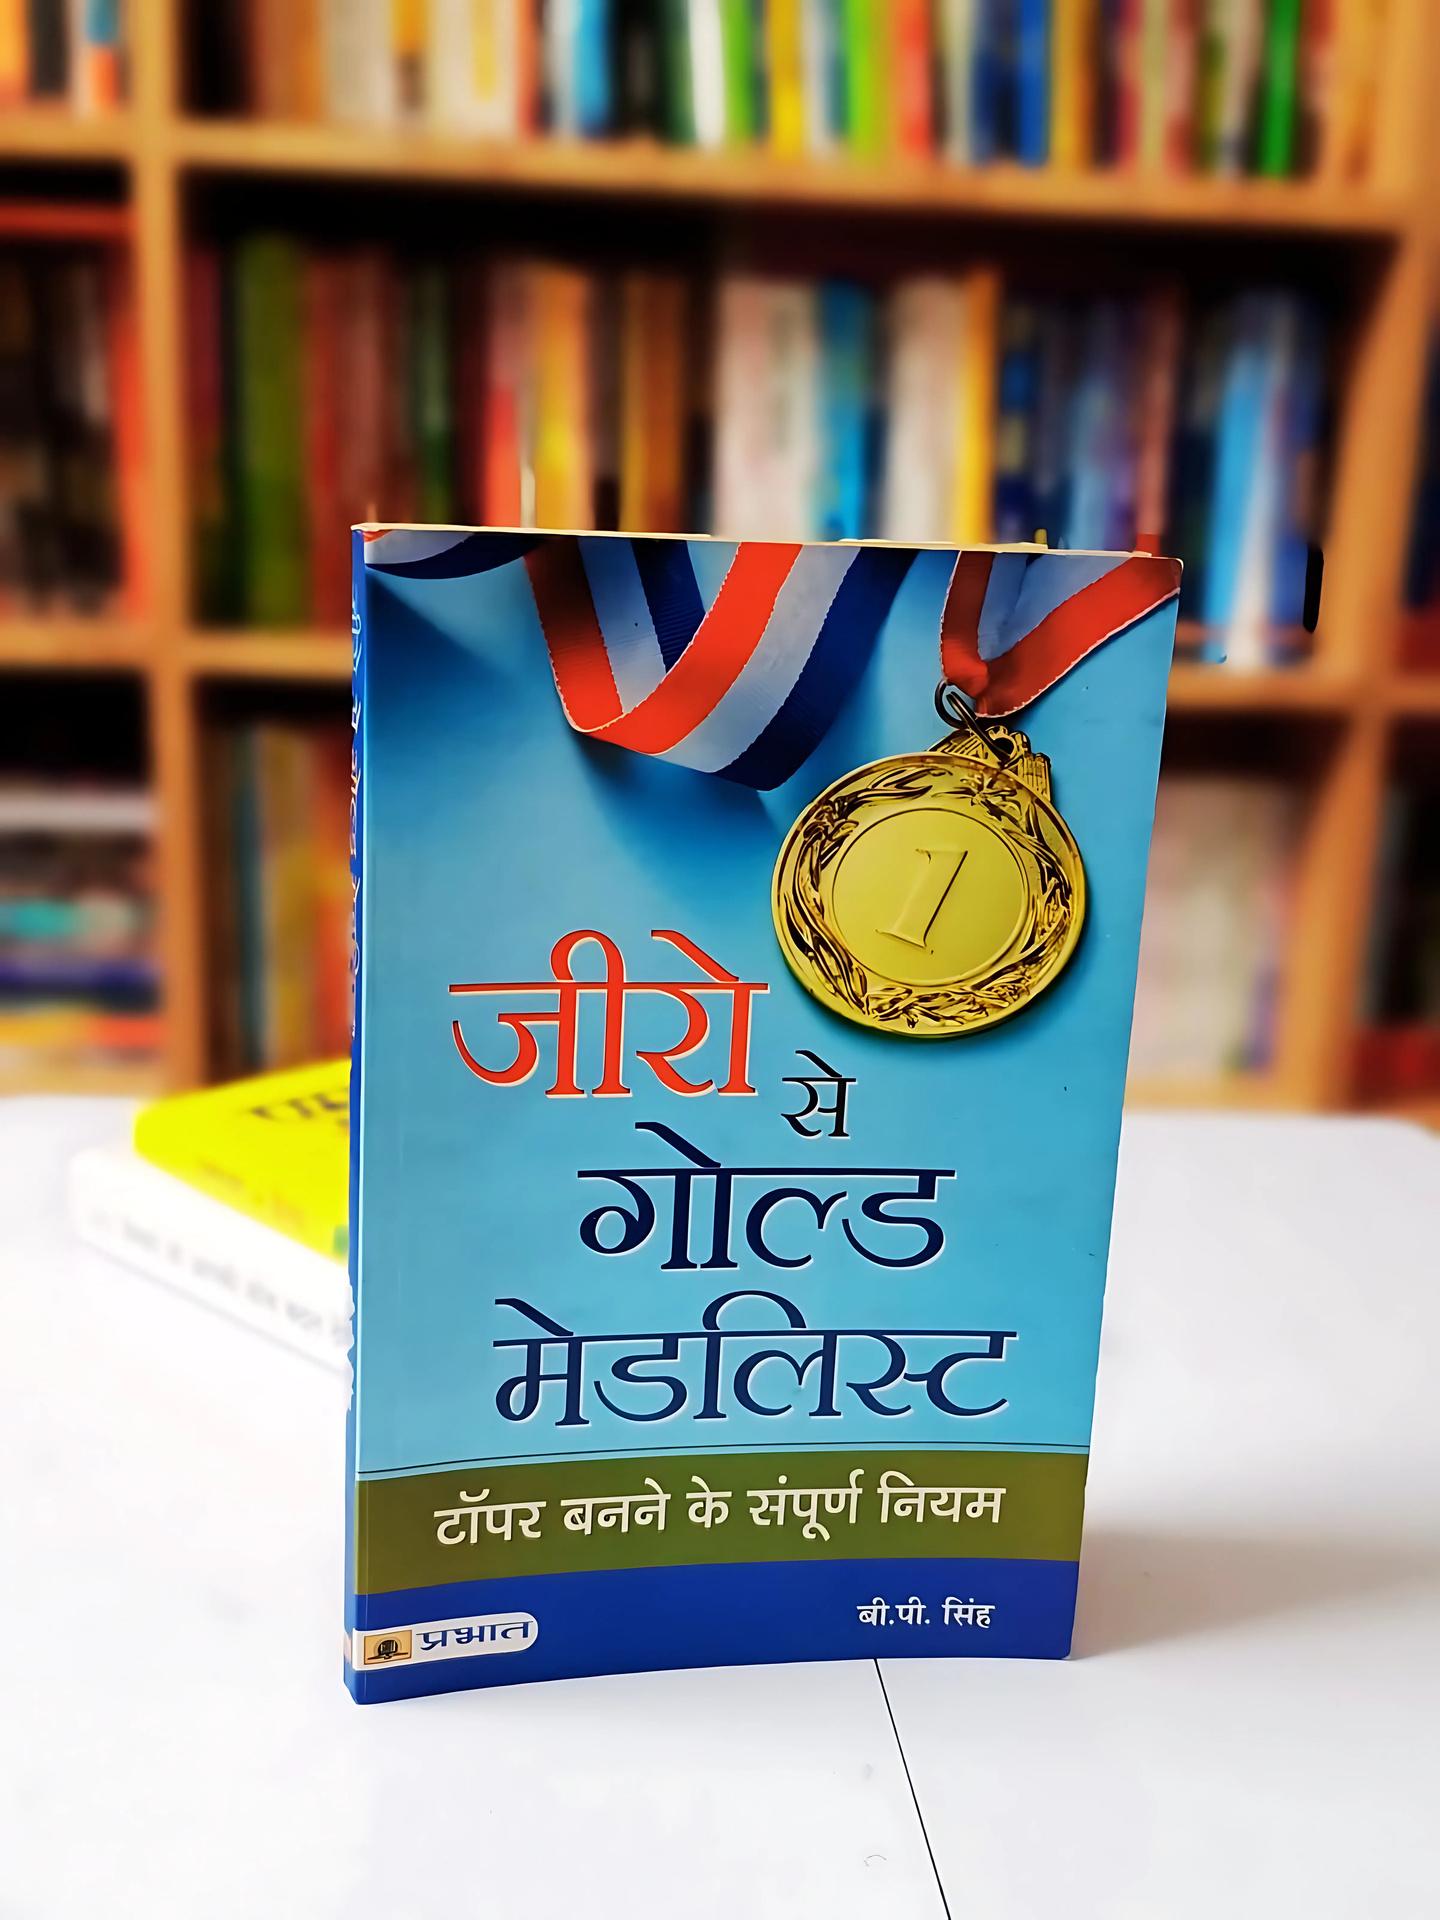 1
जीरो
से
गोल्ड
मेडलिस्ट
टॉपर बनने के संपूर्ण नियम
बी.पी. सिंह
प्रभात